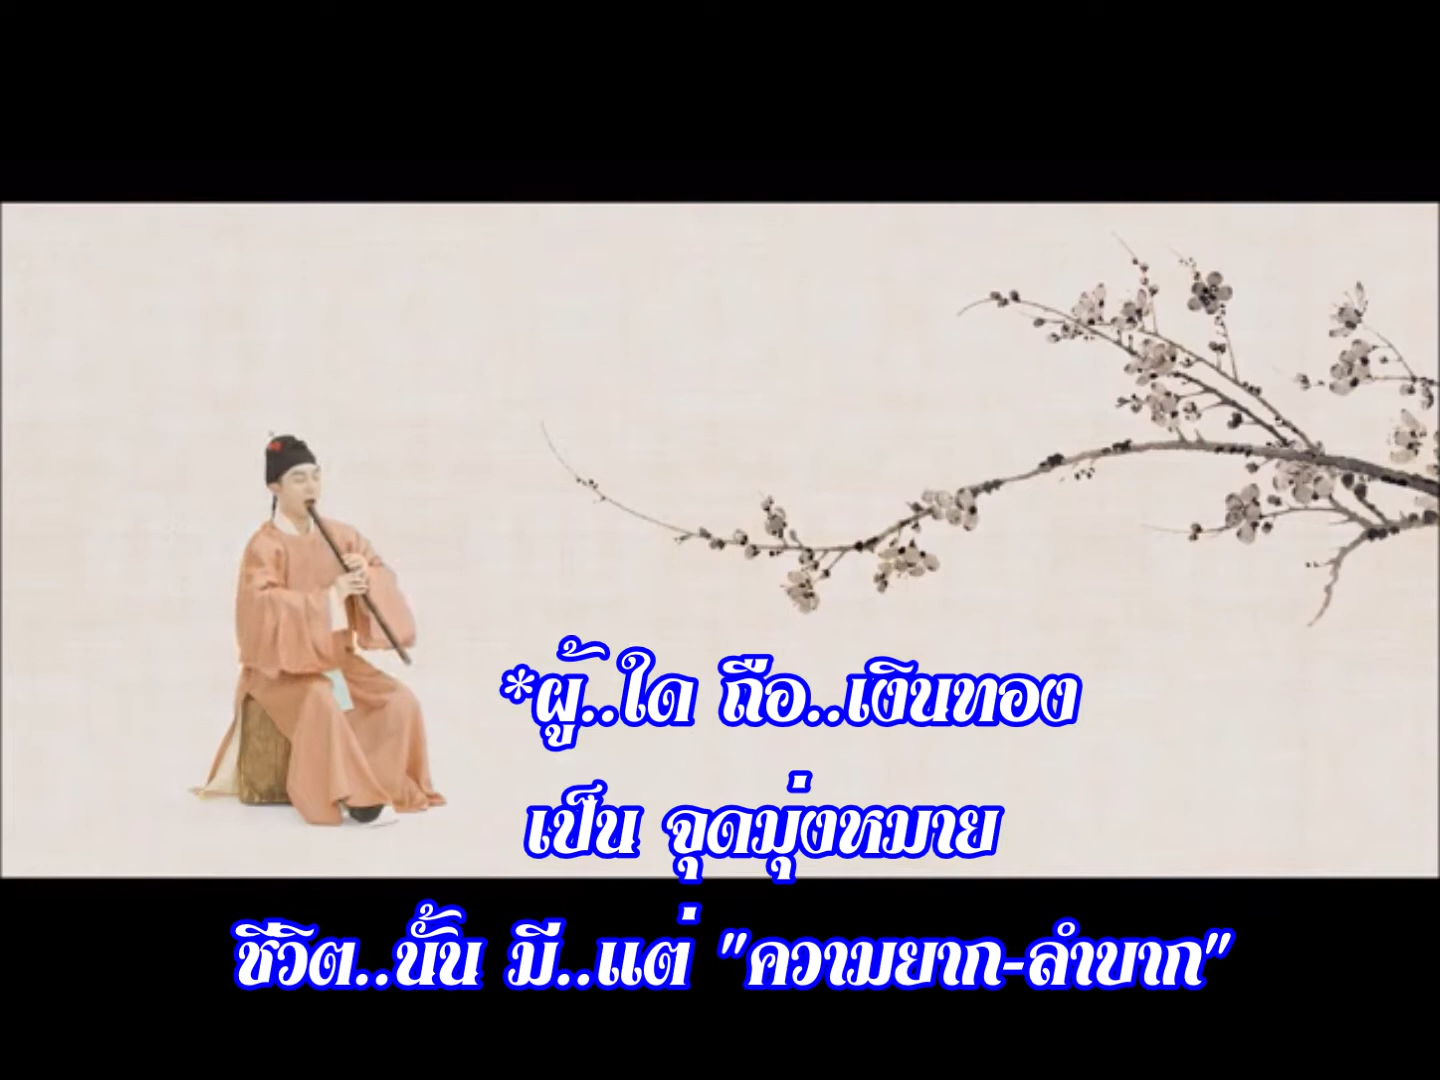 *ผู้..ใด ถือ..เงินทอง
เป็น จุดมุ่งหมาย
ชีวิต..นั้น มี..แต่ "ความยาก-ลำบาก"